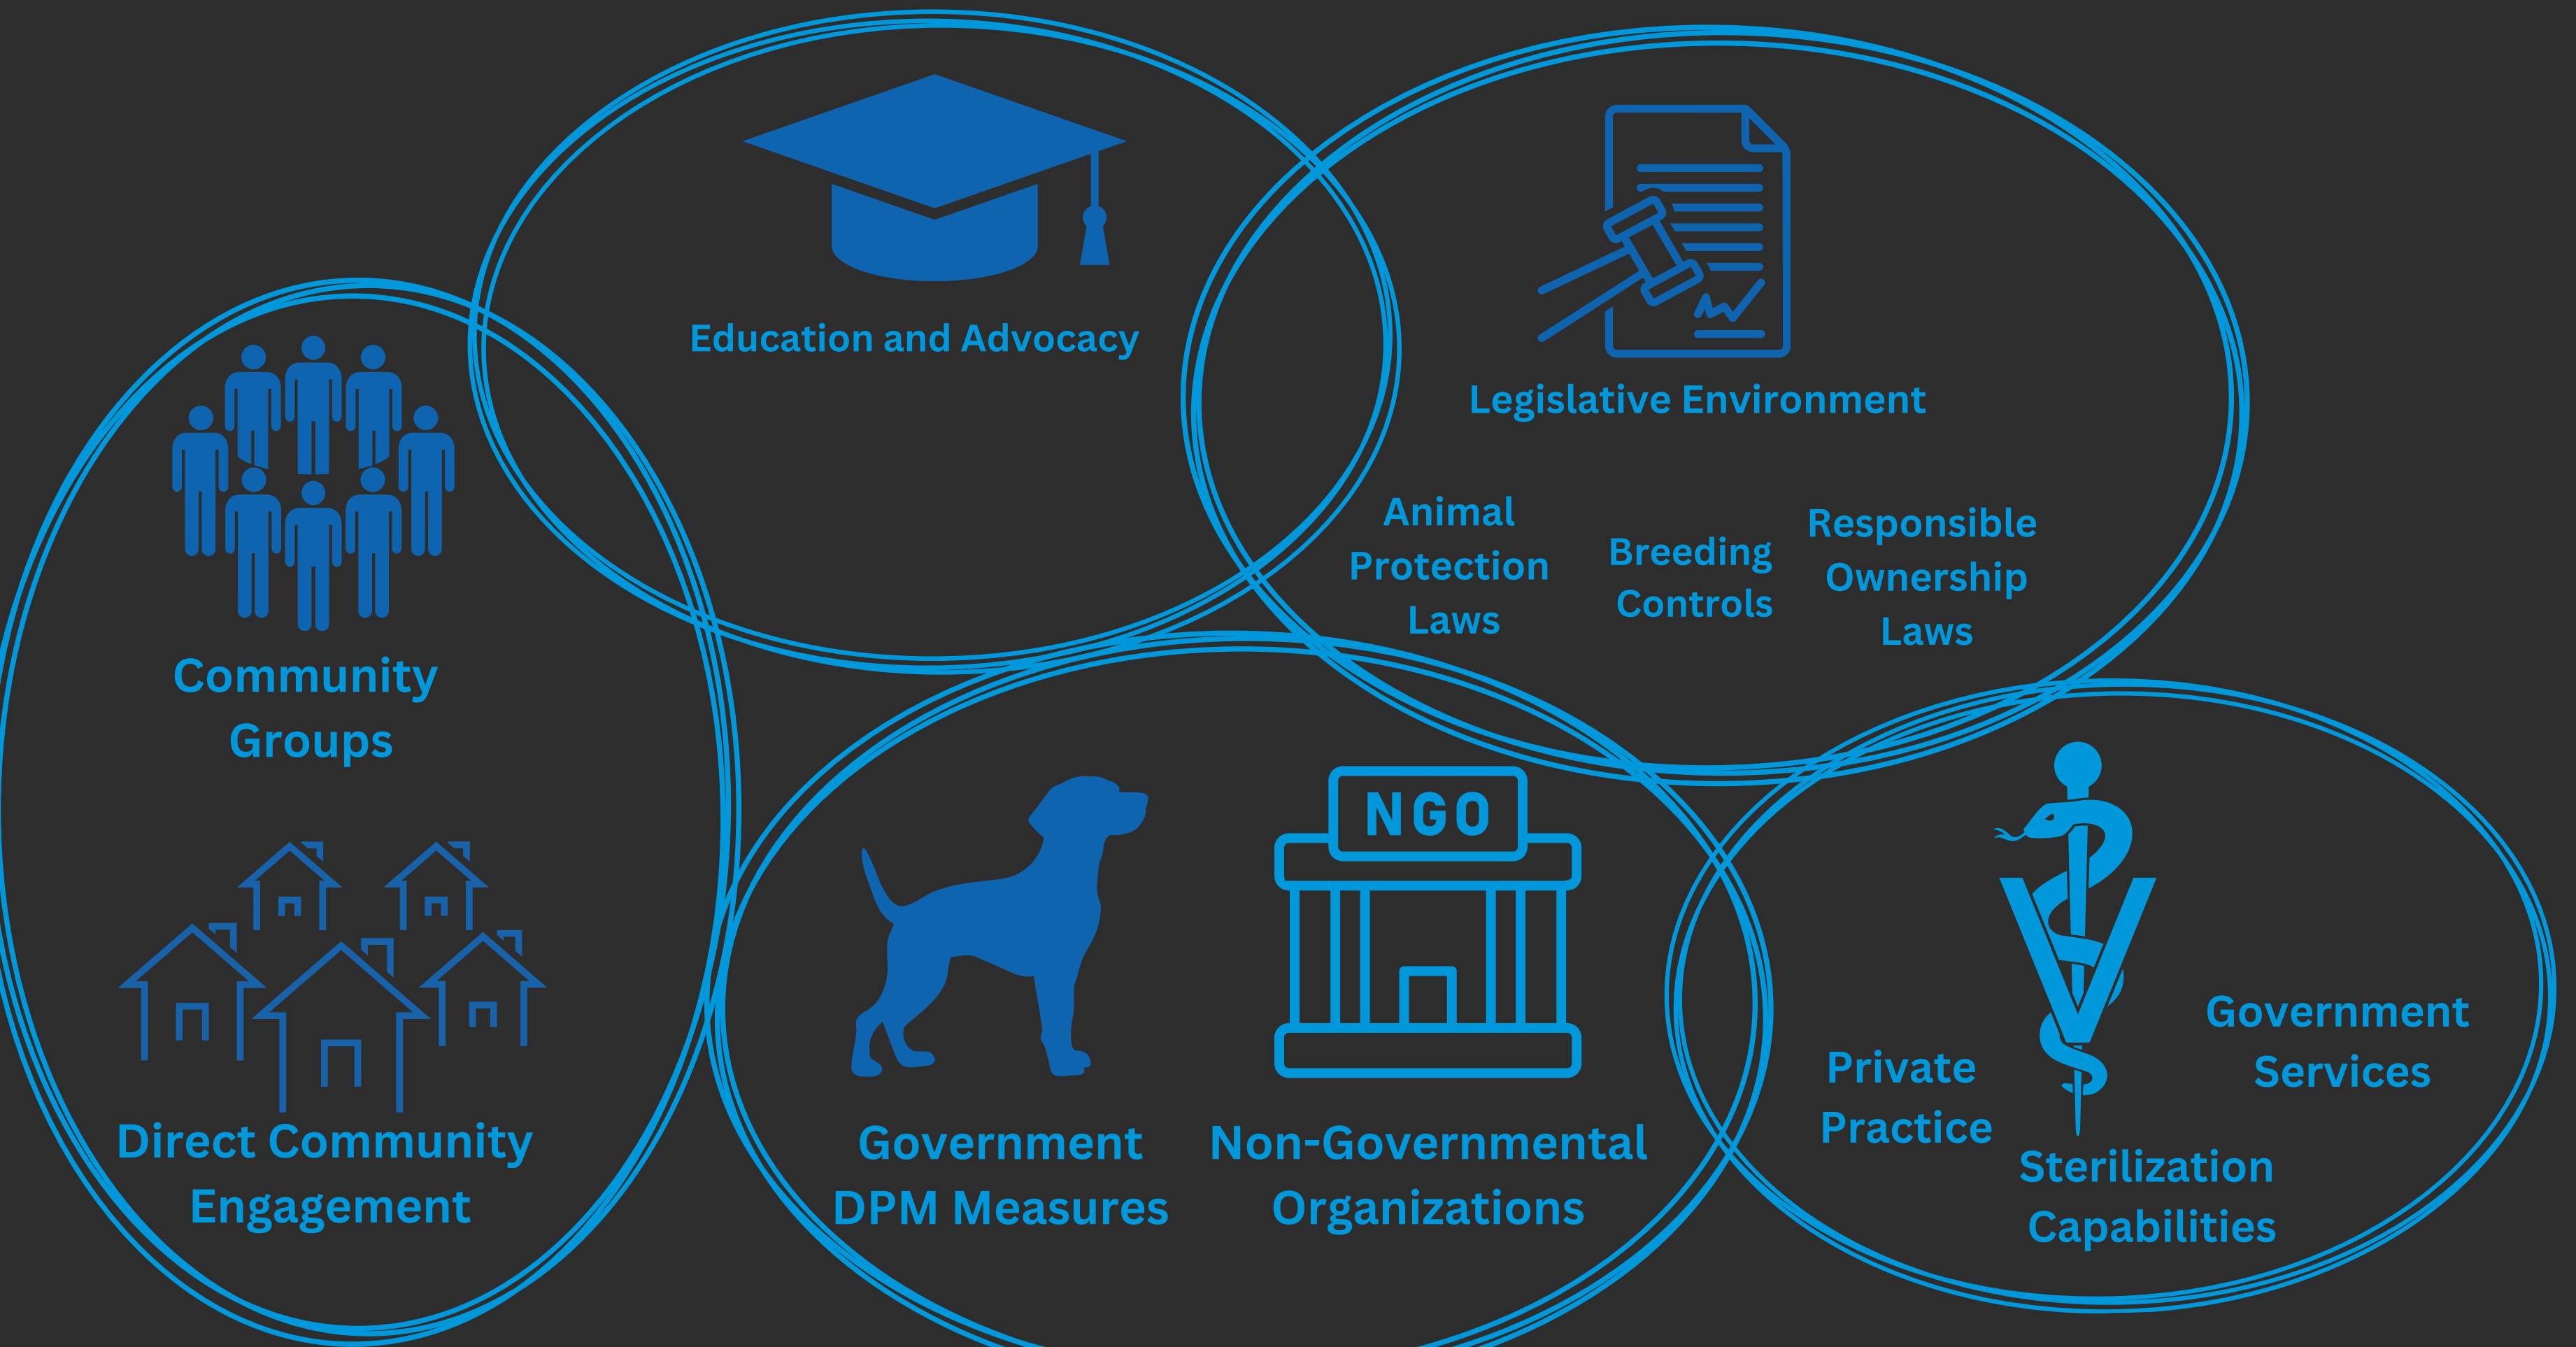 Education and Advocacy
Legislative Environment
Animal
Protection
Laws
Breeding
Controls
Responsible
Ownership
Laws
Community
Groups
Direct Community
Engagement
NGO
Government
DPM Measures
Non-Governmental
Organizations
Private
Practice
Sterilization
Capabilities
Government
Services